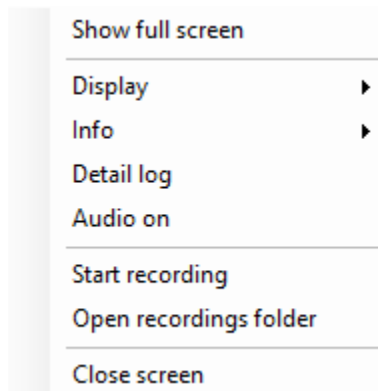 Show full screen
Display
Info
Detail log
Audio on
Start recording
Open recordings folder
Close screen